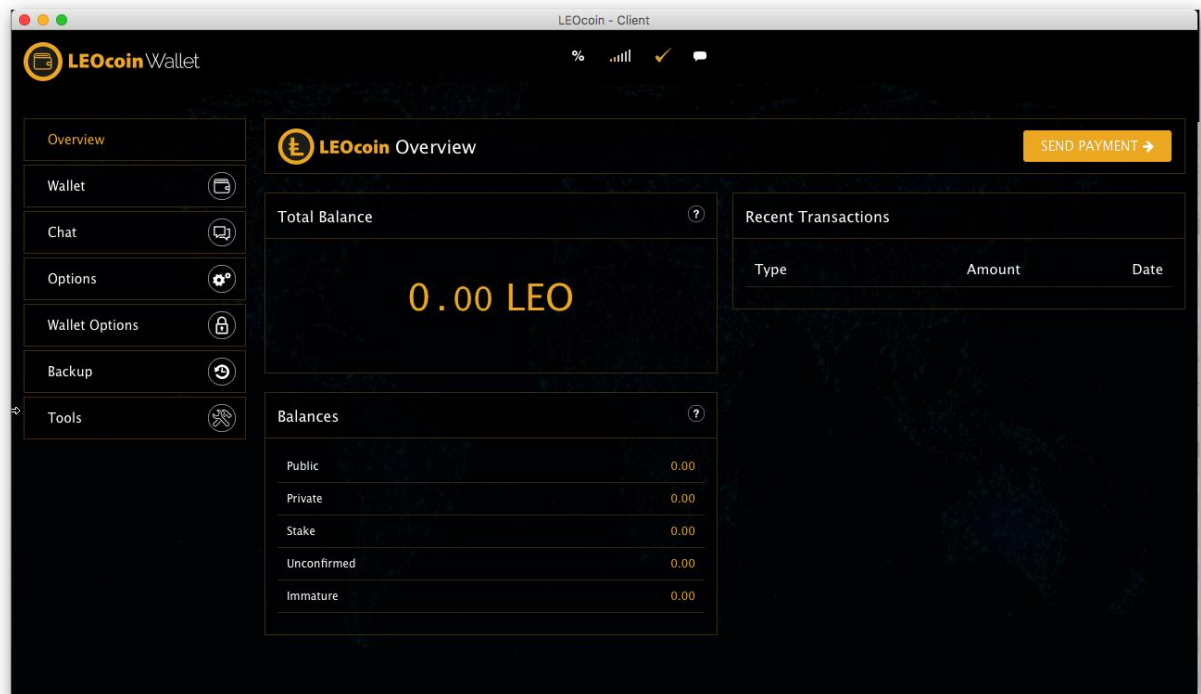 LEOcoin - Client
LEOcoin Wallet
%
Overview
Wallet
Chat
Options
Wallet Options
Backup
Tools
LEOcoin Overview
SEND PAYMENT →
Total Balance ?
0.00 LEO
Balances ?
Public 0.00
Private 0.00
Stake 0.00
Unconfirmed 0.00
Immature 0.00
Recent Transactions
Type Amount Date